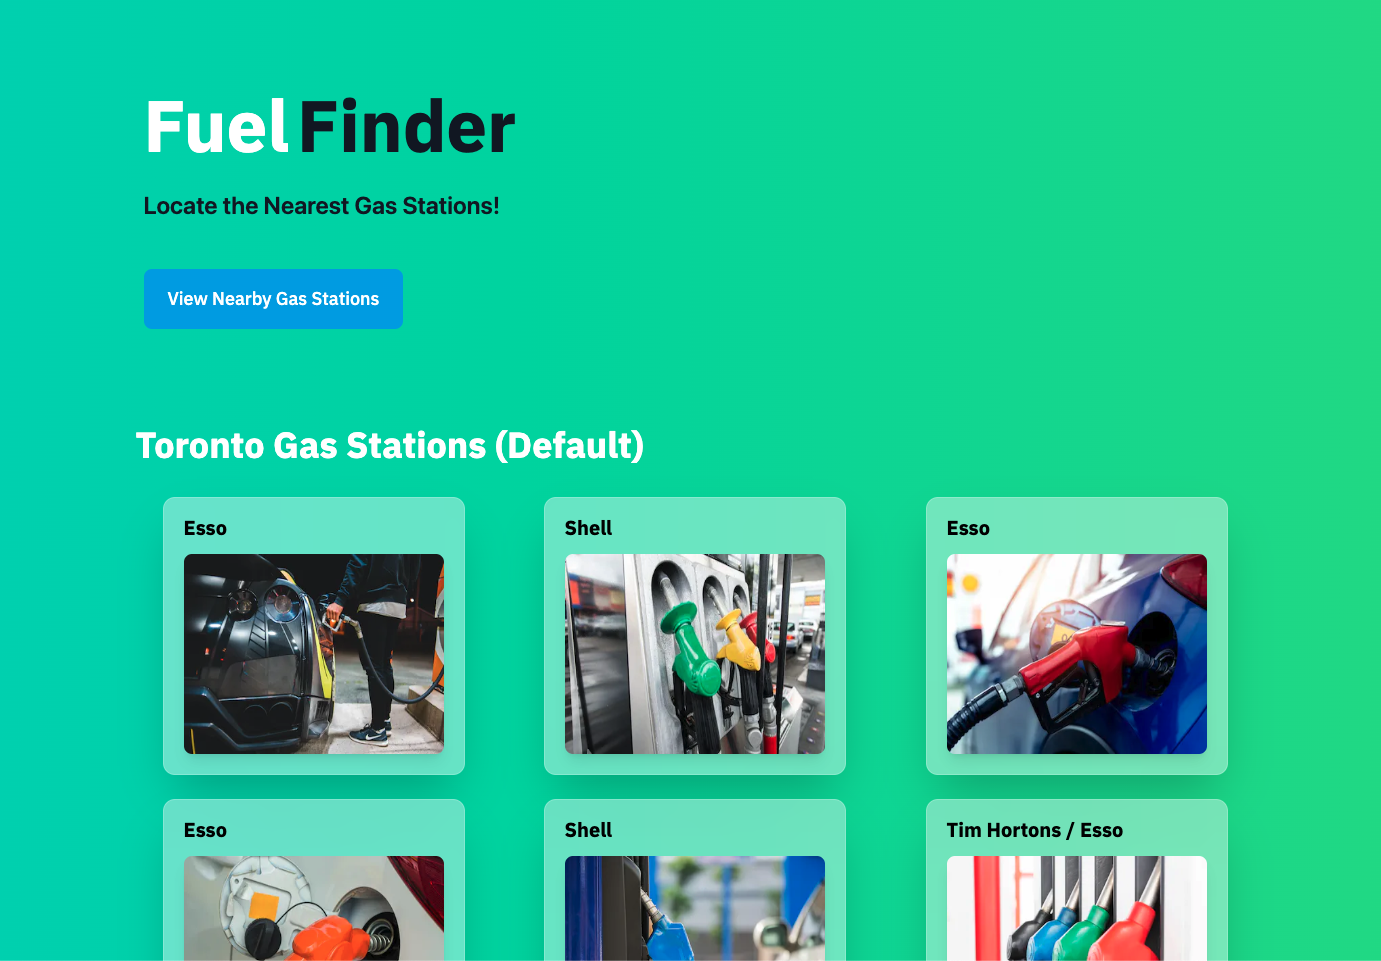 Fuel Finder
Locate the Nearest Gas Stations!
View Nearby Gas Stations
Toronto Gas Stations (Default)
Esso
Shell
Esso
Esso
Shell
Tim Hortons / Esso